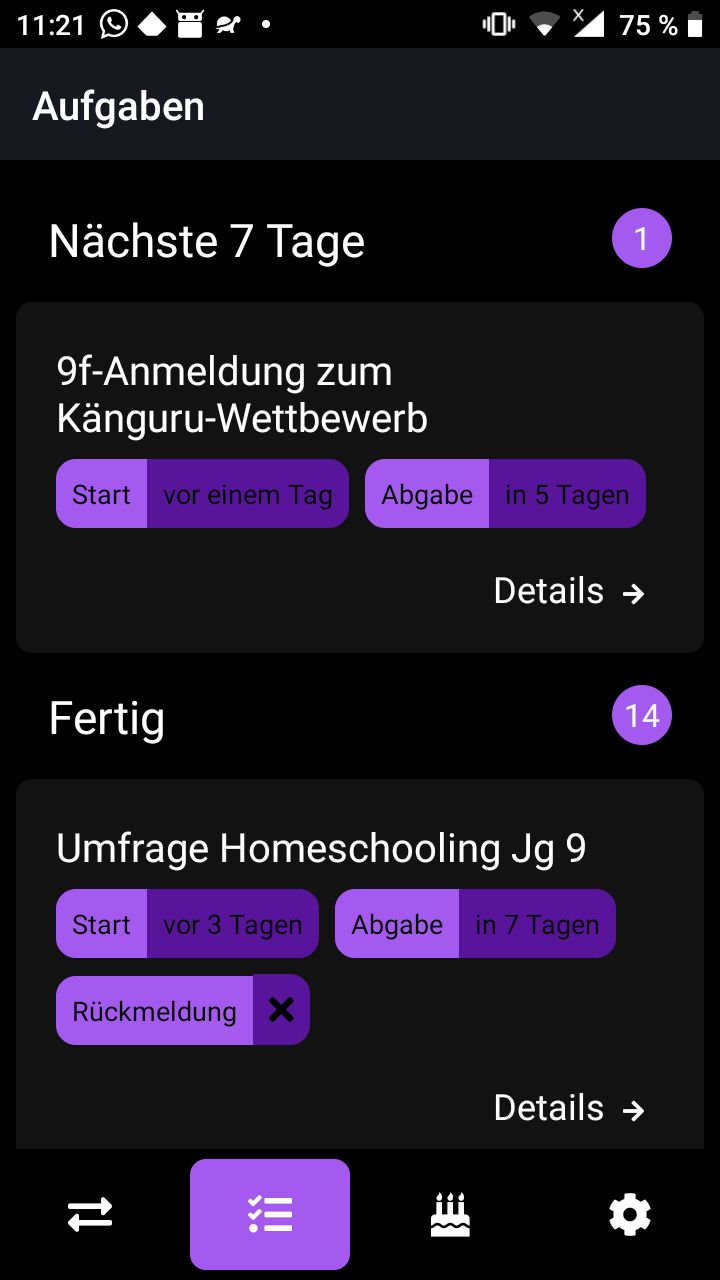 11:21 75 %
Aufgaben
Nächste 7 Tage 1
9f-Anmeldung zum
Känguru-Wettbewerb
Start vor einem Tag Abgabe in 5 Tagen
Details →
Fertig 14
Umfrage Homeschooling Jg 9
Start vor 3 Tagen Abgabe in 7 Tagen
Rückmeldung ✕
Details →